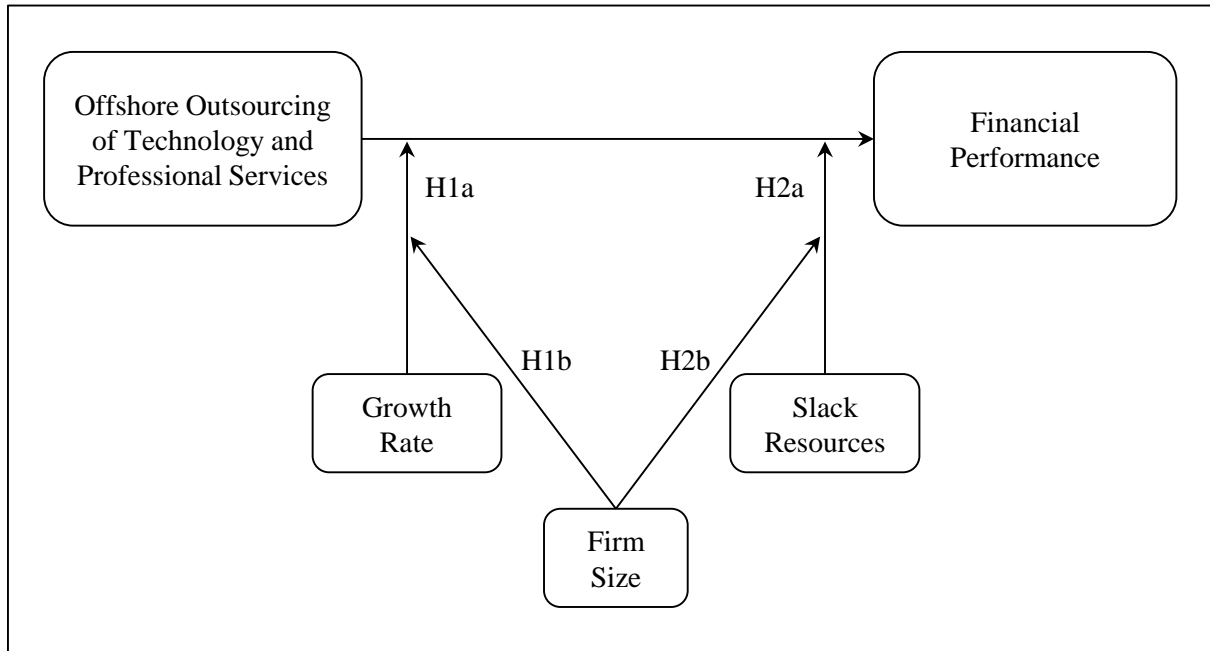 Offshore Outsourcing
of Technology and
Professional Services
Financial
Performance
H1a
H2a
H1b
H2b
Growth
Rate
Slack
Resources
Firm
Size